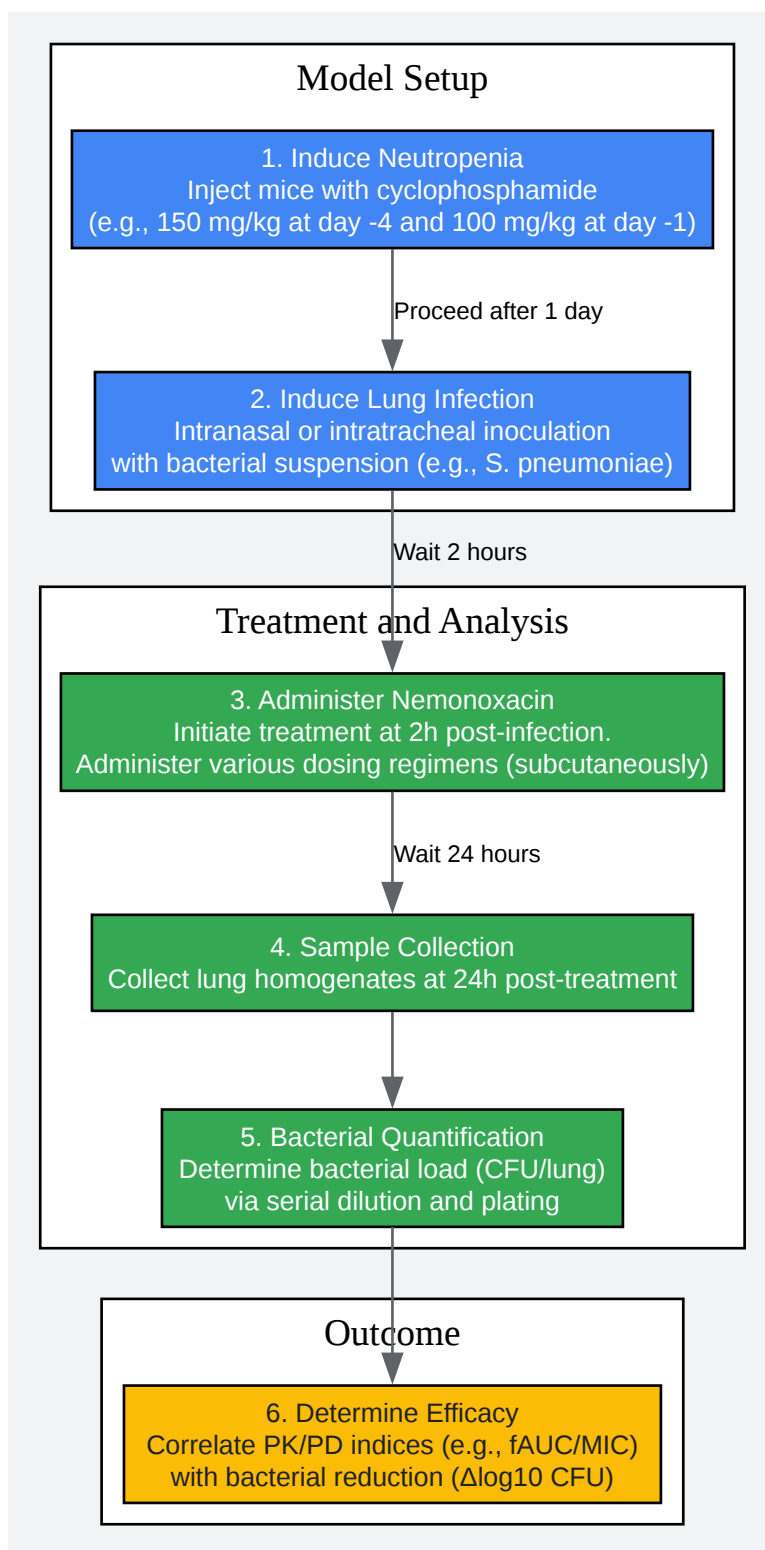 Model Setup
1. Induce Neutropenia
Inject mice with cyclophosphamide
(e.g., 150 mg/kg at day -4 and 100 mg/kg at day -1)
Proceed after 1 day
2. Induce Lung Infection
Intranasal or intratracheal inoculation
with bacterial suspension (e.g., S. pneumoniae)
Wait 2 hours
Treatment and Analysis
3. Administer Nemonoxacin
Initiate treatment at 2h post-infection.
Administer various dosing regimens (subcutaneously)
Wait 24 hours
4. Sample Collection
Collect lung homogenates at 24h post-treatment
5. Bacterial Quantification
Determine bacterial load (CFU/lung)
via serial dilution and plating
Outcome
6. Determine Efficacy
Correlate PK/PD indices (e.g., fAUC/MIC)
with bacterial reduction (Δlog10 CFU)